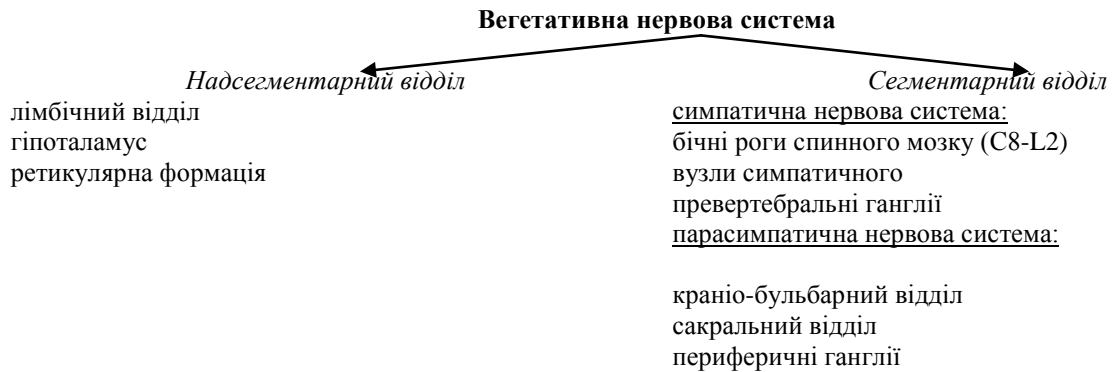 Вегетативна нервова система
Надсегментарний відділ
лімбічний відділ
гіпоталамус
ретикулярна формація
Сегментарний відділ
симпатична нервова система:
бічні роги спинного мозку (C8-L2)
вузли симпатичного
превертебральні ганглії
парасимпатична нервова система:
краніо-бульбарний відділ
сакральний відділ
периферичні ганглії